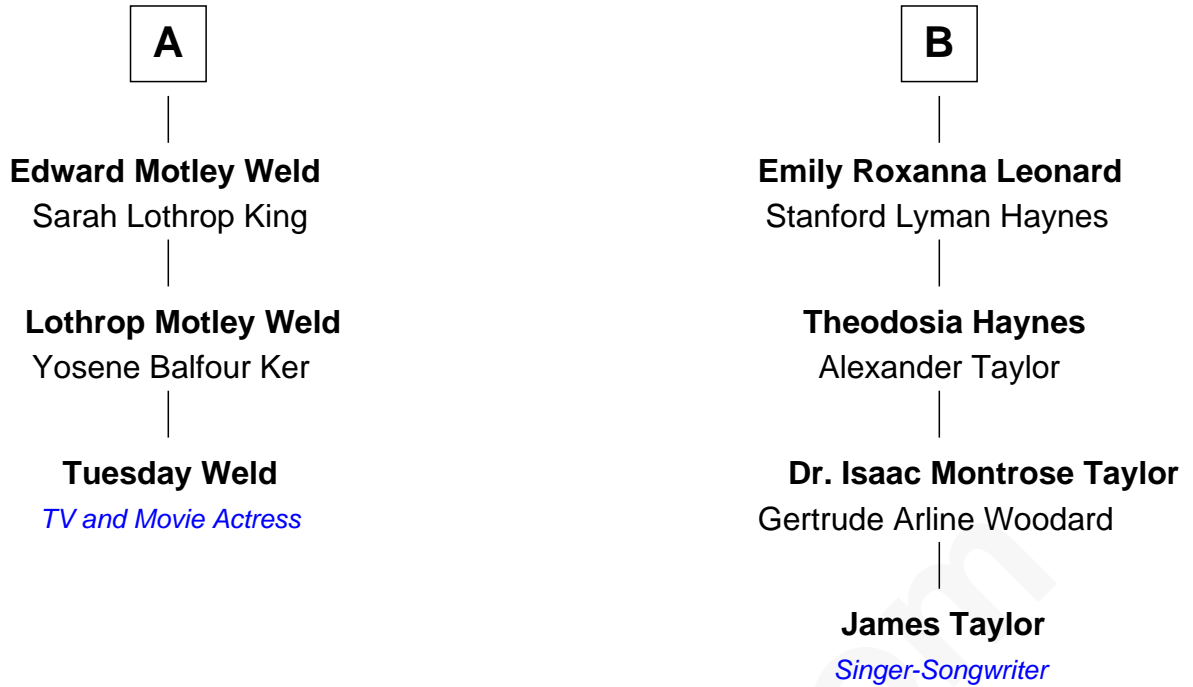 A
Edward Motley Weld
Sarah Lothrop King
Lothrop Motley Weld
Yosene Balfour Ker
Tuesday Weld
TV and Movie Actress
B
Emily Roxanna Leonard
Stanford Lyman Haynes
Theodosia Haynes
Alexander Taylor
Dr. Isaac Montrose Taylor
Gertrude Arline Woodard
James Taylor
Singer-Songwriter